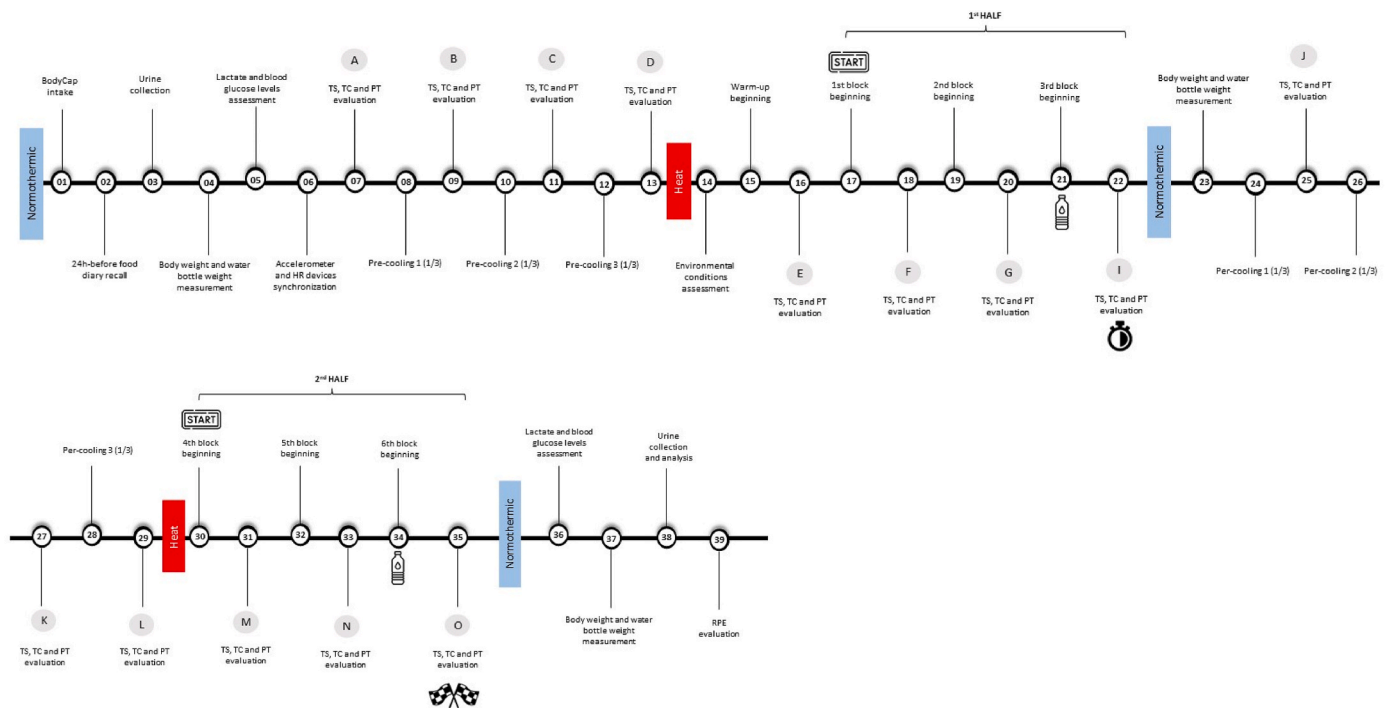 1st HALF
A
B
C
D
START
J
BodyCap
intake
Urine
collection
Lactate and blood
glucose levels
assessment
TS, TC and PT
evaluation
TS, TC and PT
evaluation
TS, TC and PT
evaluation
TS, TC and PT
evaluation
Warm-up
beginning
1st block
beginning
2nd block
beginning
3rd block
beginning
Body weight and water
bottle weight
measurement
TS, TC and PT
evaluation
Normothermic
01
02
03
04
05
06
07
08
09
10
11
12
13
Heat
14
15
16
17
18
19
20
21
22
Normothermic
23
24
25
26
24h-before food
diary recall
Body weight and water
bottle weight
measurement
Accelerometer
and HR devices
synchronization
Pre-cooling 1 (1/3)
Pre-cooling 2 (1/3)
Pre-cooling 3 (1/3)
Environmental
conditions
assessment
E
TS, TC and PT
evaluation
F
TS, TC and PT
evaluation
G
TS, TC and PT
evaluation
I
TS, TC and PT
evaluation
Per-cooling 1 (1/3)
Per-cooling 2 (1/3)
2nd HALF
START
Per-cooling 3 (1/3)
4th block
beginning
5th block
beginning
6th block
beginning
Lactate and blood
glucose levels
assessment
Urine
collection
and analysis
27
28
29
Heat
30
31
32
33
34
35
Normothermic
36
37
38
39
K
TS, TC and PT
evaluation
L
TS, TC and PT
evaluation
M
TS, TC and PT
evaluation
N
TS, TC and PT
evaluation
O
TS, TC and PT
evaluation
Body weight and water
bottle weight
measurement
RPE
evaluation